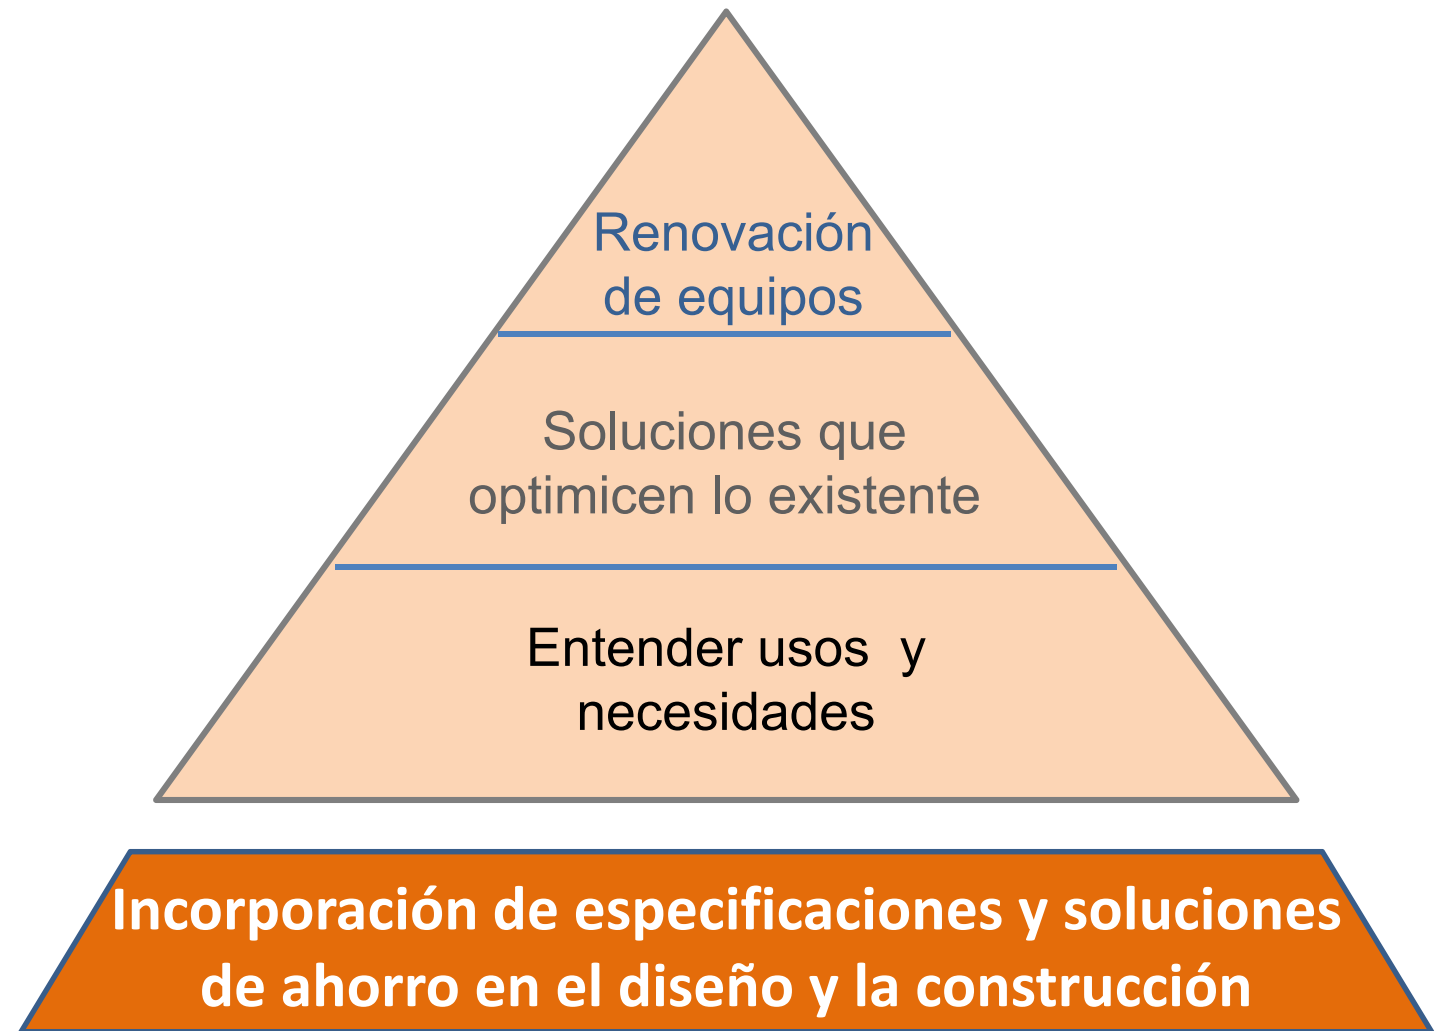 Renovación
de equipos
Soluciones que
optimicen lo existente
Entender usos  y
necesidades
Incorporación de especificaciones y soluciones
de ahorro en el diseño y la construcción